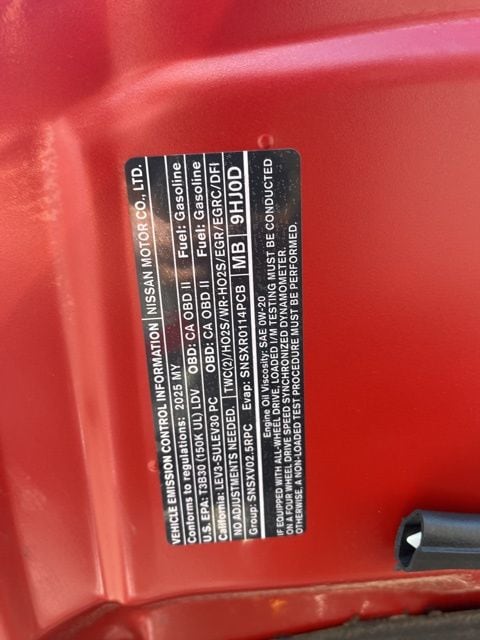 VEHICLE EMISSION CONTROL INFORMATION NISSAN MOTOR CO., LTD.
Conforms to regulations: 2025 MY
U.S. EPA: T3B30 (150K UL) LDV OBD: CA OBD II Fuel: Gasoline
California: LEV3-SULEV30 PC OBD: CA OBD II Fuel: Gasoline
NO ADJUSTMENTS NEEDED. TWC(2)/HO2S/WR-HO2S/EGR/EGRC/DFI
Group: SNSXV02.5RPC Evap: SNSXR0114PCB MB 9HJ0D
Engine Oil Viscosity: SAE 0W-20
IF EQUIPPED WITH ALL-WHEEL DRIVE, LOADED I/M TESTING MUST BE CONDUCTED
ON A FOUR WHEEL DRIVE SPEED SYNCHRONIZED DYNAMOMETER.
OTHERWISE, A NON-LOADED TEST PROCEDURE MUST BE PERFORMED.